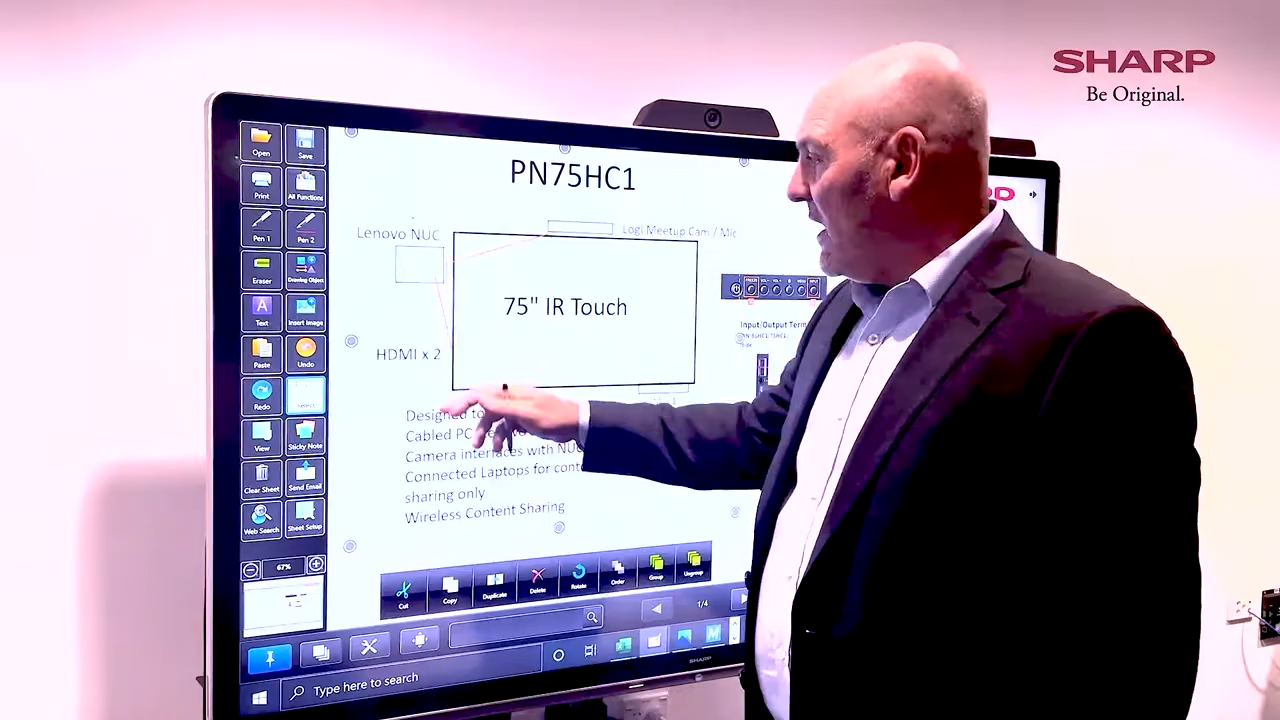 SHARP
Be Original.
PN75HC1
Lenovo NUC
Logi Meetup Cam / Mic
75" IR Touch
HDMI x 2
Input/Output Term
Designed to
Cabled PC
Camera interfaces with NUC
Connected Laptops for cont
sharing only
Wireless Content Sharing
Open
Save
Print
All Functions
Pen 1
Pen 2
Eraser
Drawing Object
Text
Insert Image
Paste
Undo
Redo
Select
View
Sticky Note
Clear Sheet
Send Email
Web Search
Sheet Setup
67%
Cut
Copy
Duplicate
Delete
Rotate
Order
Group
Ungroup
1/4
Type here to search
SHARP